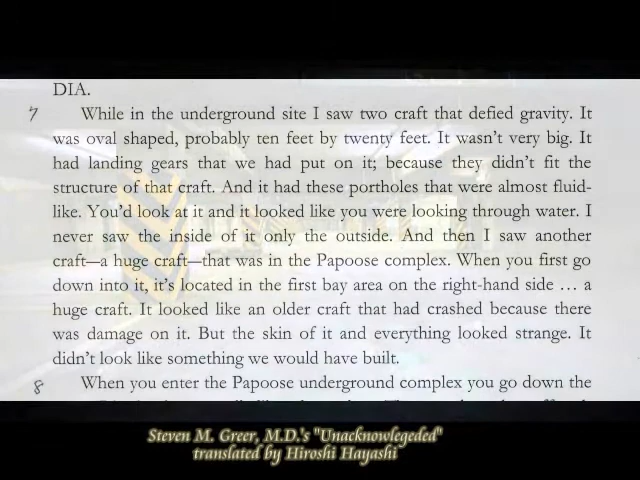 DIA.
7 While in the underground site I saw two craft that defied gravity. It
was oval shaped, probably ten feet by twenty feet. It wasn't very big. It
had landing gears that we had put on it; because they didn't fit the
structure of that craft. And it had these portholes that were almost fluid-
like. You'd look at it and it looked like you were looking through water. I
never saw the inside of it only the outside. And then I saw another
craft—a huge craft—that was in the Papoose complex. When you first go
down into it, it's located in the first bay area on the right-hand side … a
huge craft. It looked like an older craft that had crashed because there
was damage on it. But the skin of it and everything looked strange. It
didn't look like something we would have built.
8 When you enter the Papoose underground complex you go down the
Steven M. Greer, M.D.'s "Unacknowlegeded"
translated by Hiroshi Hayashi